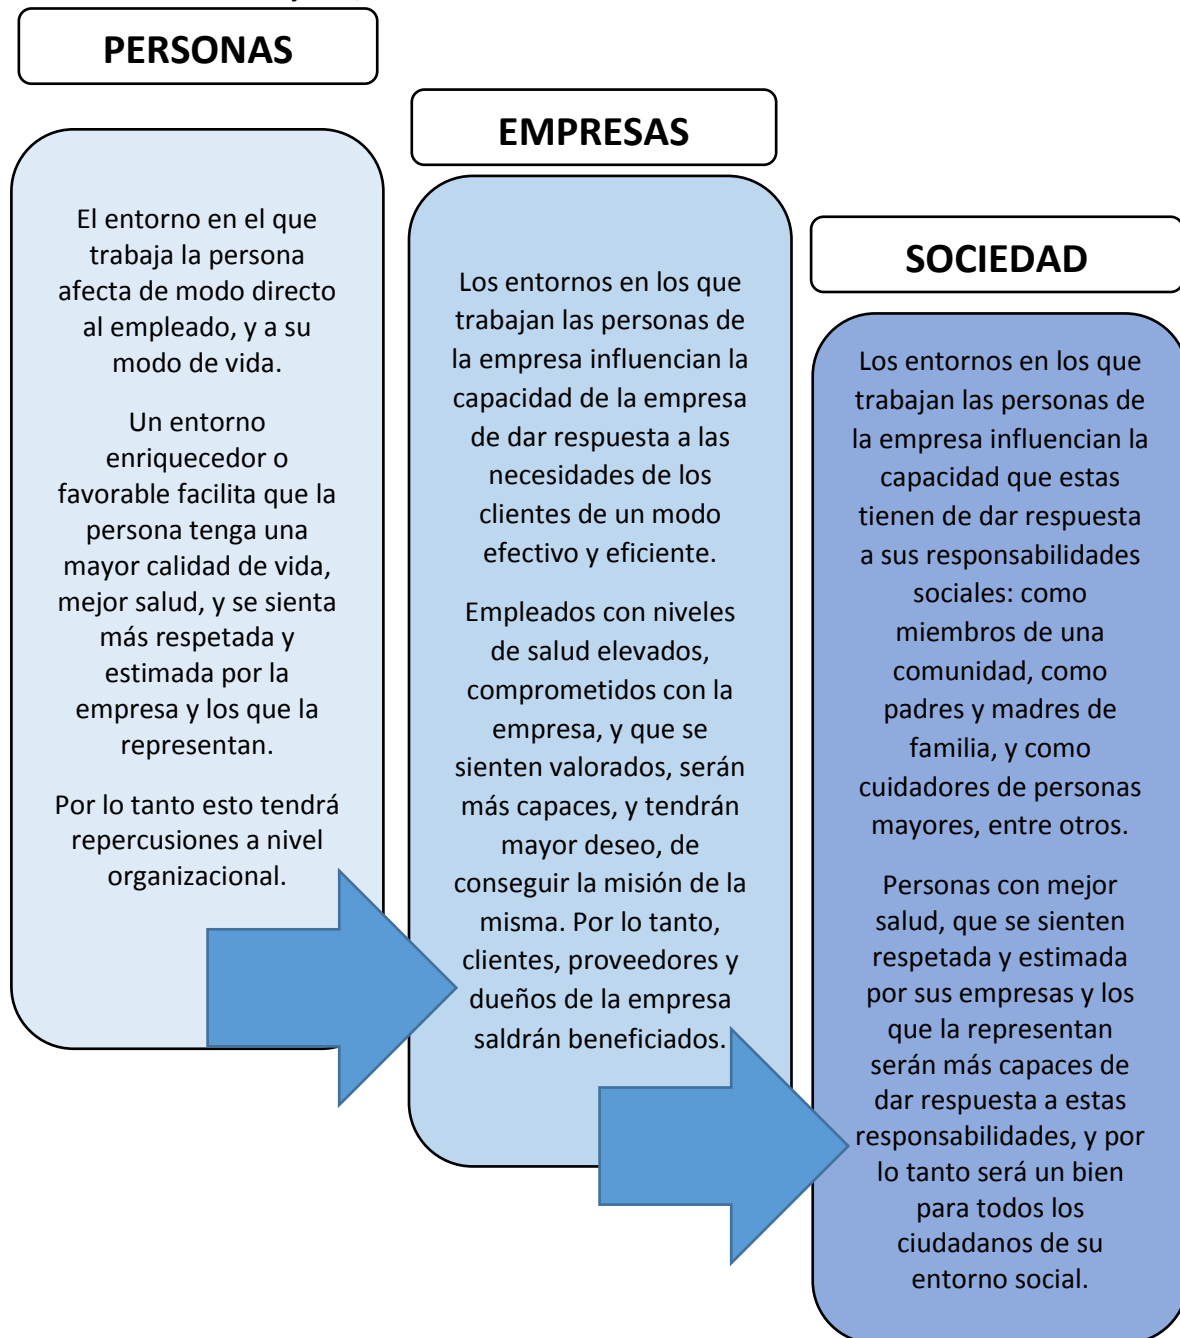 PERSONAS
El entorno en el que
trabaja la persona
afecta de modo directo
al empleado, y a su
modo de vida.
Un entorno
enriquecedor o
favorable facilita que la
persona tenga una
mayor calidad de vida,
mejor salud, y se sienta
más respetada y
estimada por la
empresa y los que la
representan.
Por lo tanto esto tendrá
repercusiones a nivel
organizacional.
EMPRESAS
Los entornos en los que
trabajan las personas de
la empresa influencian la
capacidad de la empresa
de dar respuesta a las
necesidades de los
clientes de un modo
efectivo y eficiente.
Empleados con niveles
de salud elevados,
comprometidos con la
empresa, y que se
sienten valorados, serán
más capaces, y tendrán
mayor deseo, de
conseguir la misión de la
misma. Por lo tanto,
clientes, proveedores y
dueños de la empresa
saldrán beneficiados.
SOCIEDAD
Los entornos en los que
trabajan las personas de
la empresa influencian la
capacidad que estas
tienen de dar respuesta
a sus responsabilidades
sociales: como
miembros de una
comunidad, como
padres y madres de
familia, y como
cuidadores de personas
mayores, entre otros.
Personas con mejor
salud, que se sienten
respetada y estimada
por sus empresas y los
que la representan
serán más capaces de
dar respuesta a estas
responsabilidades, y por
lo tanto será un bien
para todos los
ciudadanos de su
entorno social.